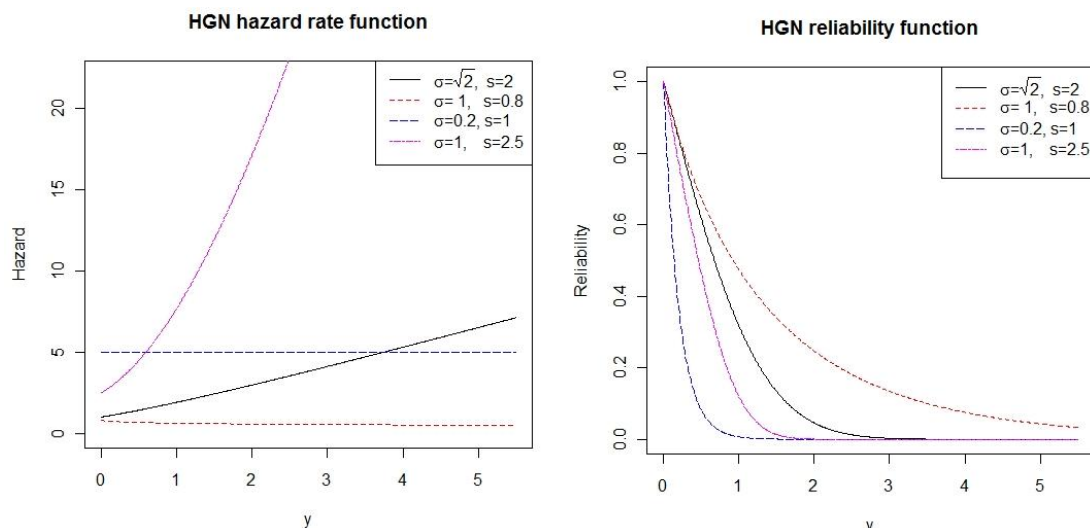 HGN hazard rate function
σ=√2, s=2
σ= 1, s=0.8
σ=0.2, s=1
σ=1, s=2.5
Hazard
20
15
10
5
0
0 1 2 3 4 5
y
HGN reliability function
σ=√2, s=2
σ= 1, s=0.8
σ=0.2, s=1
σ=1, s=2.5
Reliability
1.0
0.8
0.6
0.4
0.2
0.0
0 1 2 3 4 5
y